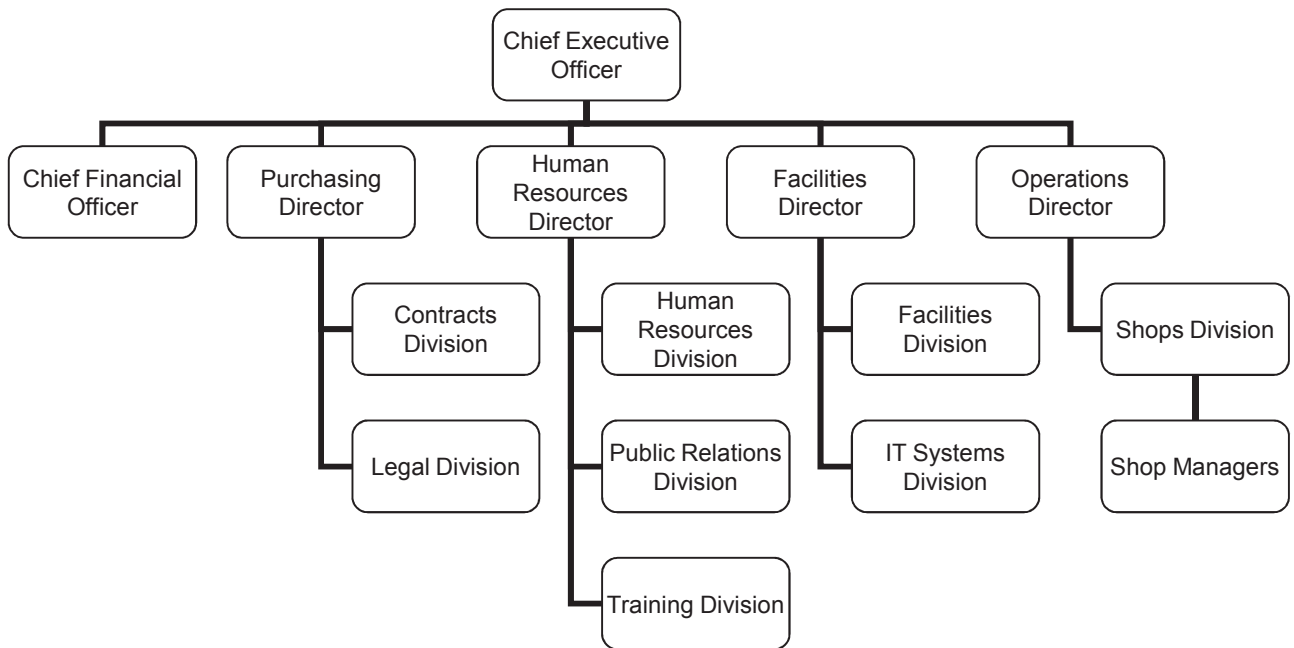 Chief Executive
Officer
Chief Financial
Officer
Purchasing
Director
Human
Resources
Director
Facilities
Director
Operations
Director
Contracts
Division
Human
Resources
Division
Facilities
Division
Shops Division
Legal Division
Public Relations
Division
IT Systems
Division
Shop Managers
Training Division